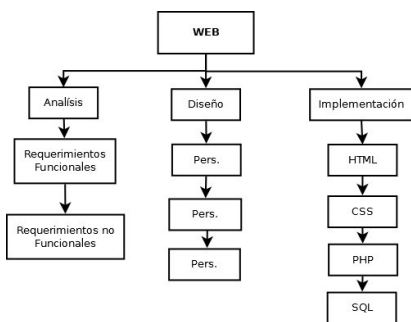 WEB
Analísis
Diseño
Implementación
Requerimientos
Funcionales
Pers.
HTML
Requerimientos no
Funcionales
Pers.
CSS
Pers.
PHP
SQL